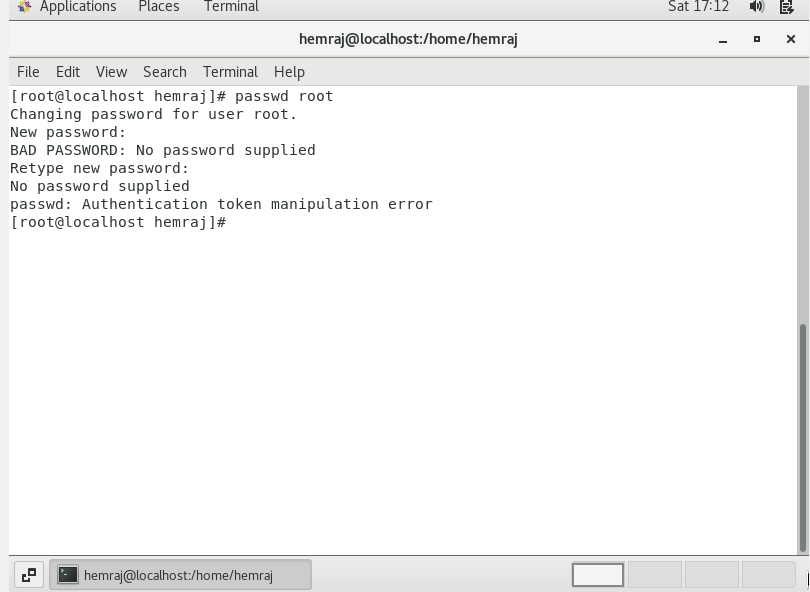 Applications Places Terminal Sat 17:12
hemraj@localhost:/home/hemraj
File Edit View Search Terminal Help
[root@localhost hemraj]# passwd root
Changing password for user root.
New password:
BAD PASSWORD: No password supplied
Retype new password:
No password supplied
passwd: Authentication token manipulation error
[root@localhost hemraj]#
hemraj@localhost:/home/hemraj